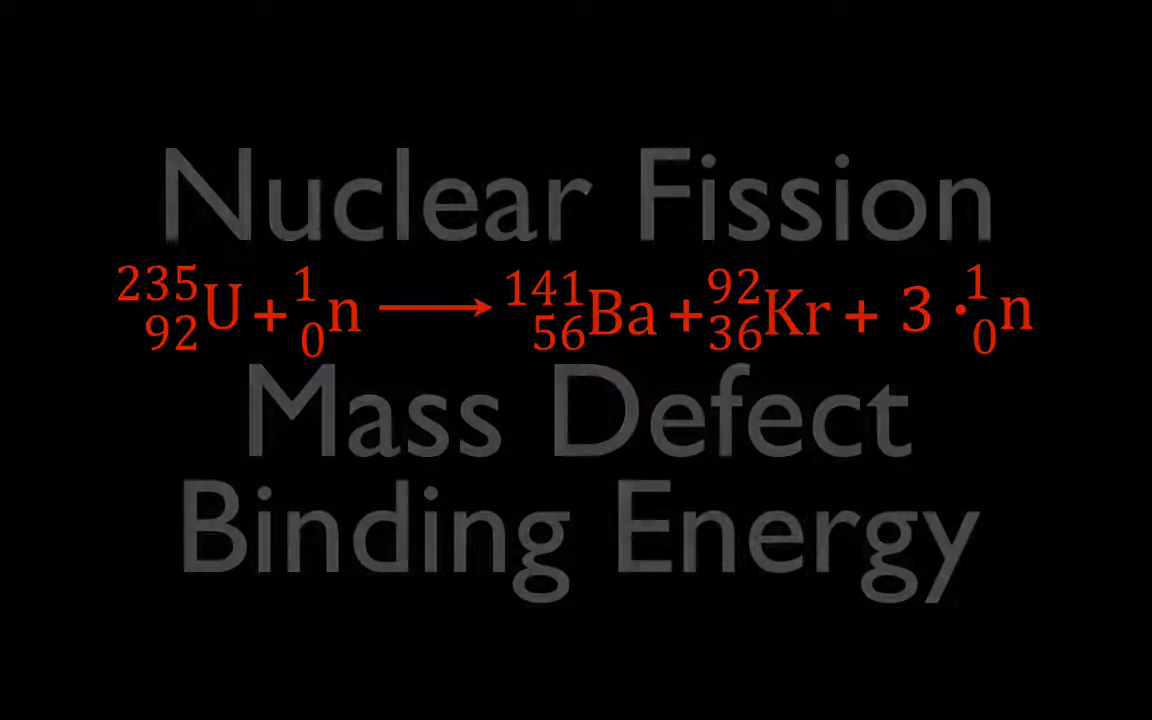 Nuclear Fission
²³⁵₉₂U + ¹₀n ⟶ ¹⁴¹₅₆Ba + ⁹²₃₆Kr + 3 · ¹₀n
Mass Defect
Binding Energy